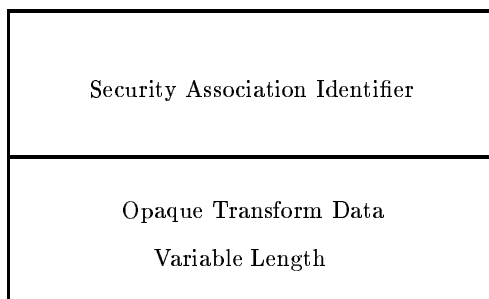 Security Association Identifier
Opaque Transform Data
Variable Length